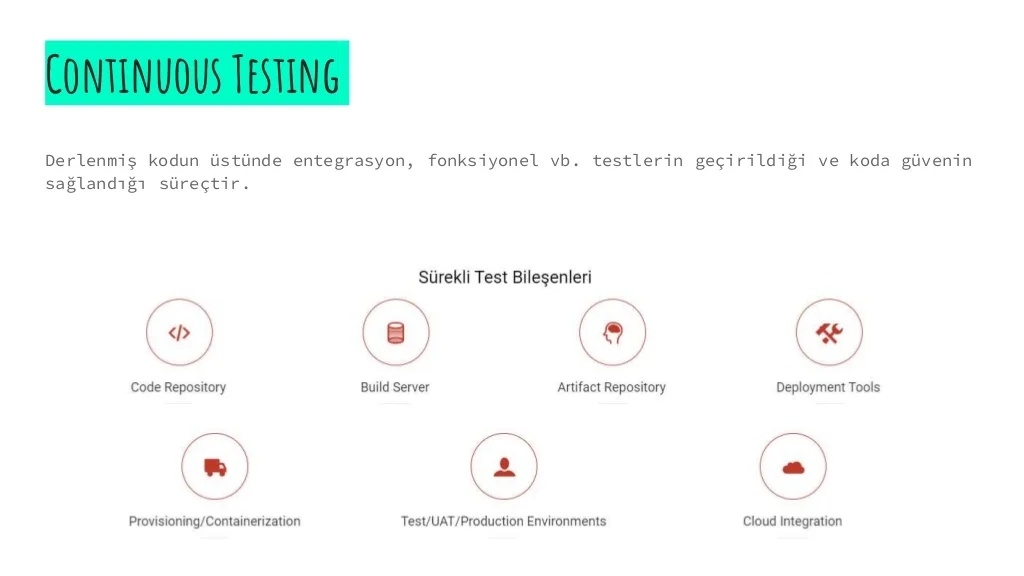 Continuous Testing
Derlenmiş kodun üstünde entegrasyon, fonksiyonel vb. testlerin geçirildiği ve koda güvenin
sağlandığı süreçtir.
Sürekli Test Bileşenleri
Code Repository
Build Server
Artifact Repository
Deployment Tools
Provisioning/Containerization
Test/UAT/Production Environments
Cloud Integration